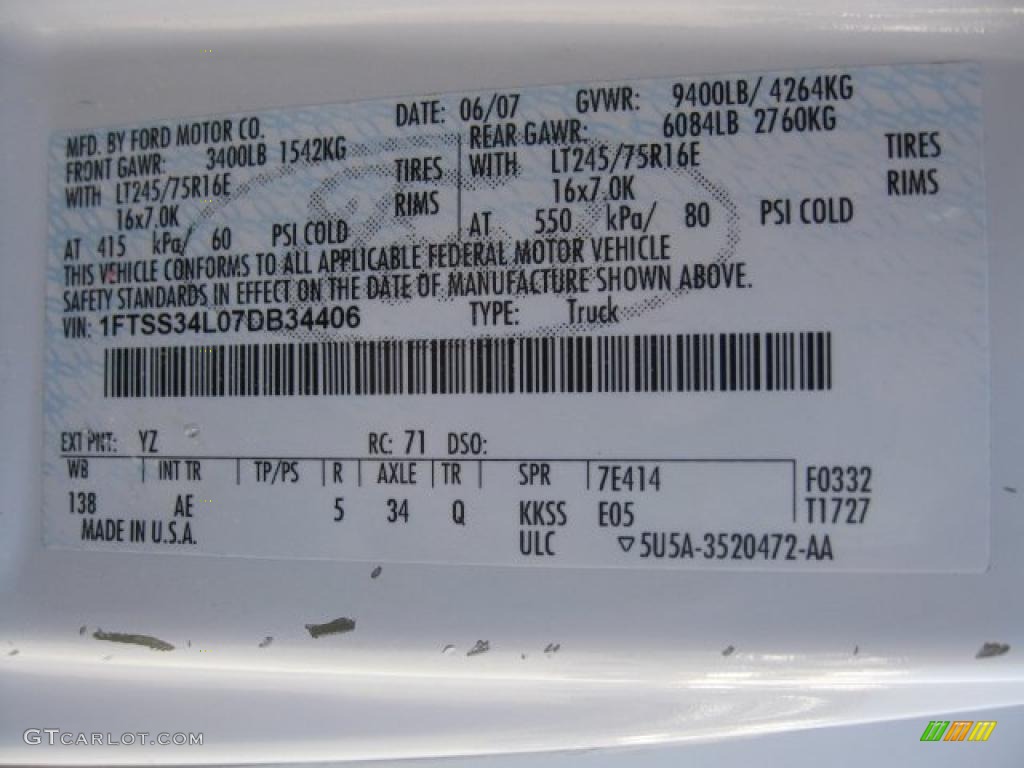 MFD. BY FORD MOTOR CO. DATE: 06/07 GVWR: 9400LB/ 4264KG
FRONT GAWR: 3400LB 1542KG REAR GAWR: 6084LB 2760KG
WITH LT245/75R16E TIRES WITH LT245/75R16E TIRES
16x7.0K RIMS 16x7.0K RIMS
AT 415 kPa/ 60 PSI COLD AT 550 kPa/ 80 PSI COLD
THIS VEHICLE CONFORMS TO ALL APPLICABLE FEDERAL MOTOR VEHICLE
SAFETY STANDARDS IN EFFECT ON THE DATE OF MANUFACTURE SHOWN ABOVE.
VIN: 1FTSS34L07DB34406 TYPE: Truck
EXT PNT: YZ RC: 71 DSO:
WB INT TR TP/PS R AXLE TR SPR 7E414 F0332
138 AE 5 34 Q KKSS E05 T1727
MADE IN U.S.A. ULC ▽5U5A-3520472-AA
GTCARLOT.COM